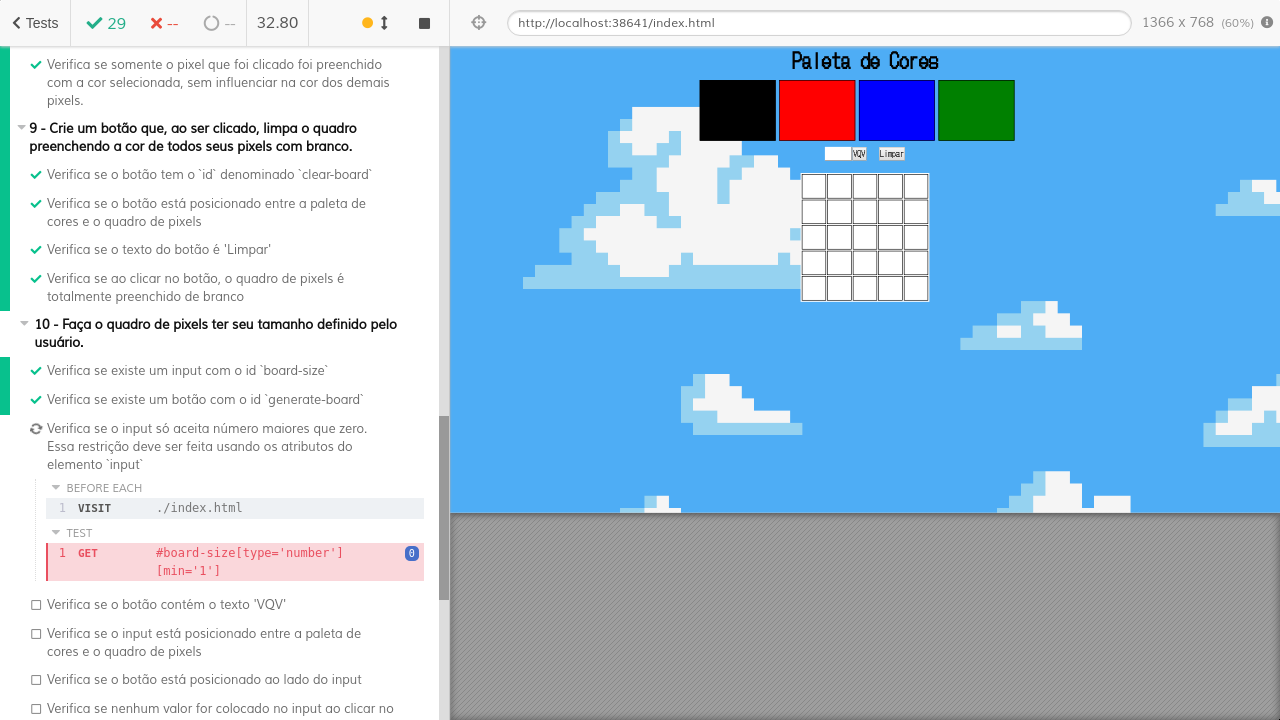 Tests
29
--
--
32.80
http://localhost:38641/index.html
1366 x 768 (60%)
Verifica se somente o pixel que foi clicado foi preenchido
com a cor selecionada, sem influenciar na cor dos demais
pixels.
9 - Crie um botão que, ao ser clicado, limpa o quadro
preenchendo a cor de todos seus pixels com branco.
Verifica se o botão tem o `id` denominado `clear-board`
Verifica se o botão está posicionado entre a paleta de
cores e o quadro de pixels
Verifica se o texto do botão é 'Limpar'
Verifica se ao clicar no botão, o quadro de pixels é
totalmente preenchido de branco
10 - Faça o quadro de pixels ter seu tamanho definido pelo
usuário.
Verifica se existe um input com o id `board-size`
Verifica se existe um botão com o id `generate-board`
Verifica se o input só aceita número maiores que zero.
Essa restrição deve ser feita usando os atributos do
elemento `input`
BEFORE EACH
1 VISIT ./index.html
TEST
1 GET #board-size[type='number'] 0
[min='1']
Verifica se o botão contém o texto 'VQV'
Verifica se o input está posicionado entre a paleta de
cores e o quadro de pixels
Verifica se o botão está posicionado ao lado do input
Verifica se nenhum valor for colocado no input ao clicar no
Paleta de Cores
VQV Limpar